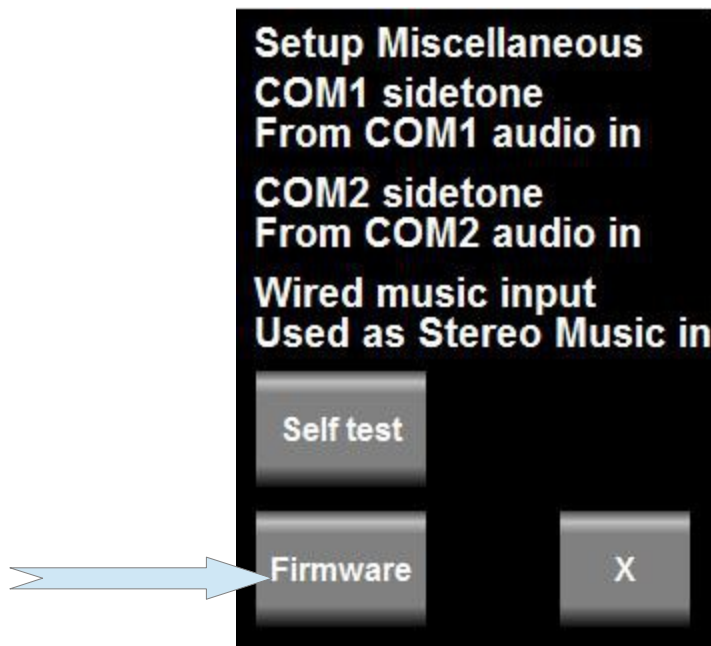 Setup Miscellaneous
COM1 sidetone
From COM1 audio in
COM2 sidetone
From COM2 audio in
Wired music input
Used as Stereo Music in
Self test
Firmware
X